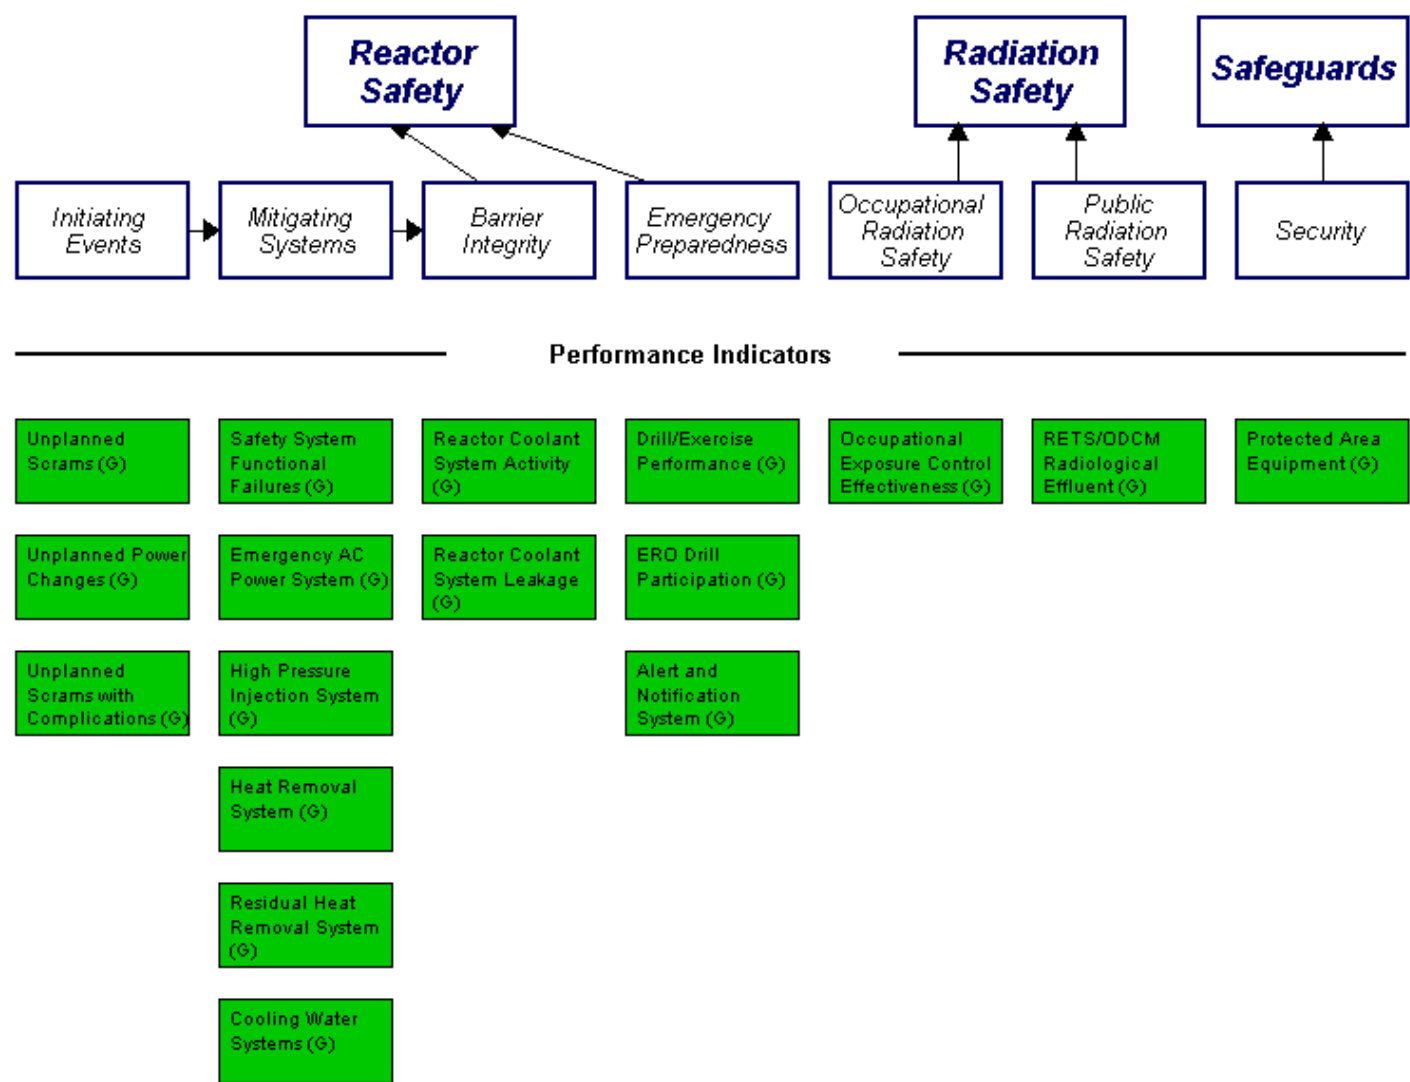 Reactor
Safety
Radiation
Safety
Safeguards
Initiating
Events
Mitigating
Systems
Barrier
Integrity
Emergency
Preparedness
Occupational
Radiation
Safety
Public
Radiation
Safety
Security
Performance Indicators
Unplanned
Scrams (G)
Safety System
Functional
Failures (G)
Reactor Coolant
System Activity
(G)
Drill/Exercise
Performance (G)
Occupational
Exposure Control
Effectiveness (G)
RETS/ODCM
Radiological
Effluent (G)
Protected Area
Equipment (G)
Unplanned Power
Changes (G)
Emergency AC
Power System (G)
Reactor Coolant
System Leakage
(G)
ERO Drill
Participation (G)
Unplanned
Scrams with
Complications (G)
High Pressure
Injection System
(G)
Alert and
Notification
System (G)
Heat Removal
System (G)
Residual Heat
Removal System
(G)
Cooling Water
Systems (G)